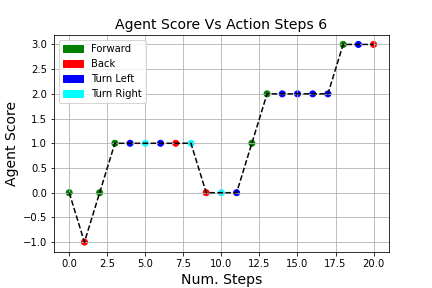 Agent Score Vs Action Steps 6
3.0
2.5
2.0
1.5
1.0
0.5
0.0
−0.5
−1.0
Agent Score
Forward
Back
Turn Left
Turn Right
0.0 2.5 5.0 7.5 10.0 12.5 15.0 17.5 20.0
Num. Steps